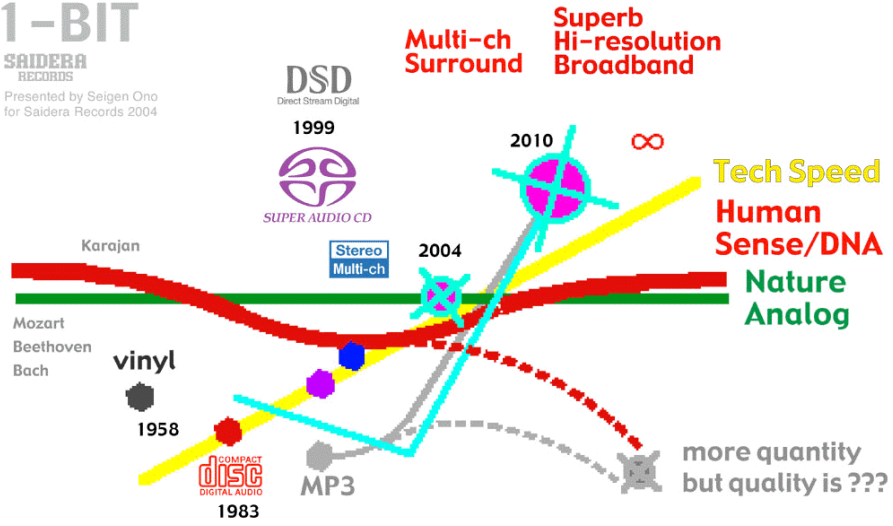 1-BIT
SAIDERA
RECORDS
Presented by Seigen Ono
for Saidera Records 2004
Multi-ch
Surround
Superb
Hi-resolution
Broadband
DSD
Direct Stream Digital
1999
SUPER AUDIO CD
2010
∞
Tech Speed
Human
Sense/DNA
Nature
Analog
Karajan
Stereo
Multi-ch
2004
Mozart
Beethoven
Bach
vinyl
1958
COMPACT
disc
DIGITAL AUDIO
1983
MP3
more quantity
but quality is ???